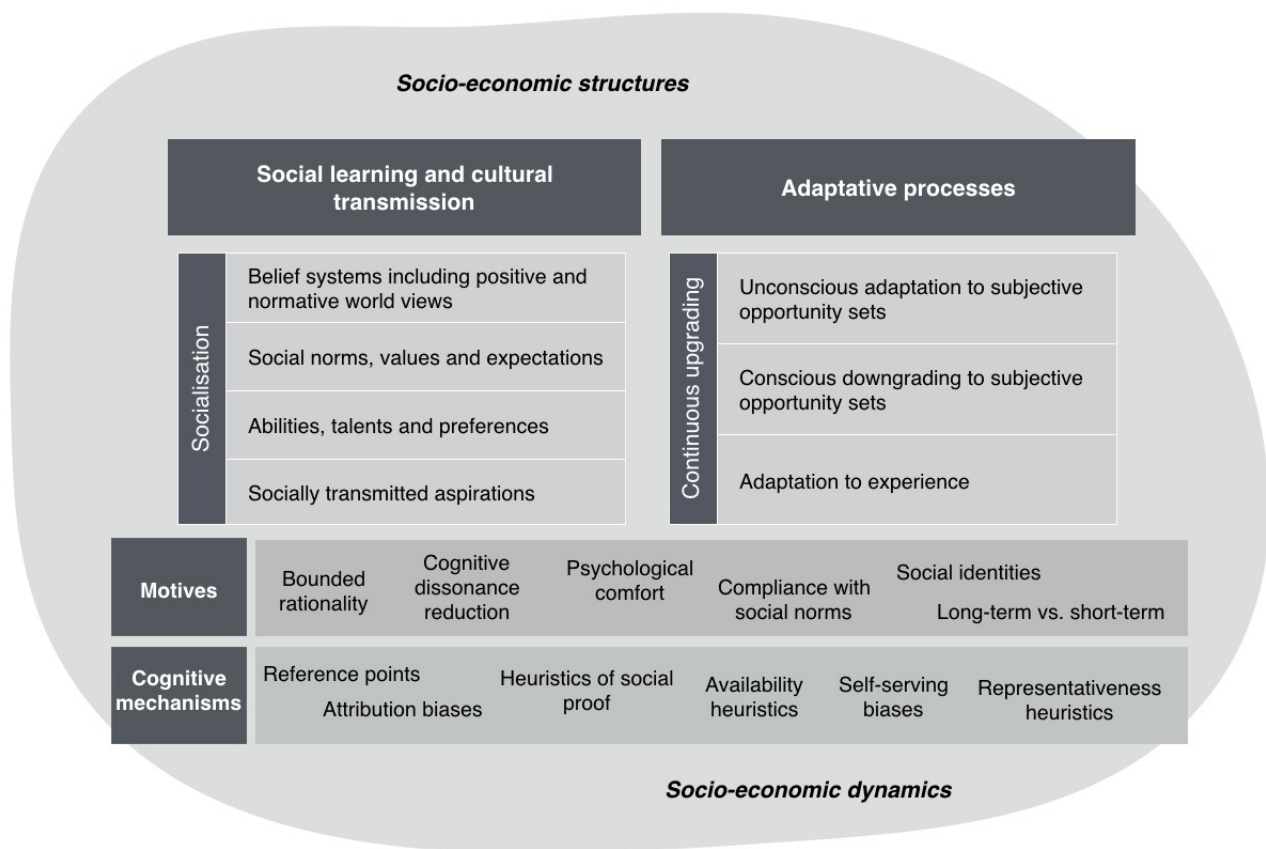 Socio-economic structures
Social learning and cultural
transmission
Adaptative processes
Socialisation
Belief systems including positive and
normative world views
Social norms, values and expectations
Abilities, talents and preferences
Socially transmitted aspirations
Continuous upgrading
Unconscious adaptation to subjective
opportunity sets
Conscious downgrading to subjective
opportunity sets
Adaptation to experience
Motives
Bounded
rationality
Cognitive
dissonance
reduction
Psychological
comfort
Compliance with
social norms
Social identities
Long-term vs. short-term
Cognitive
mechanisms
Reference points
Attribution biases
Heuristics of social
proof
Availability
heuristics
Self-serving
biases
Representativeness
heuristics
Socio-economic dynamics